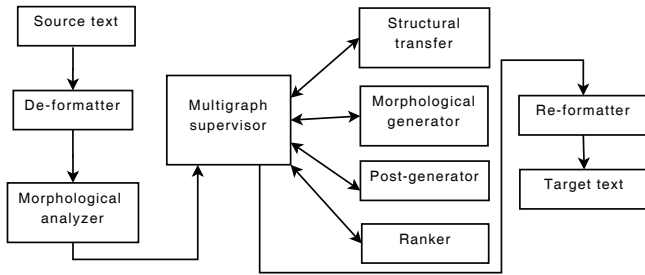 Source text
De-formatter
Morphological
analyzer
Multigraph
supervisor
Structural
transfer
Morphological
generator
Post-generator
Ranker
Re-formatter
Target text